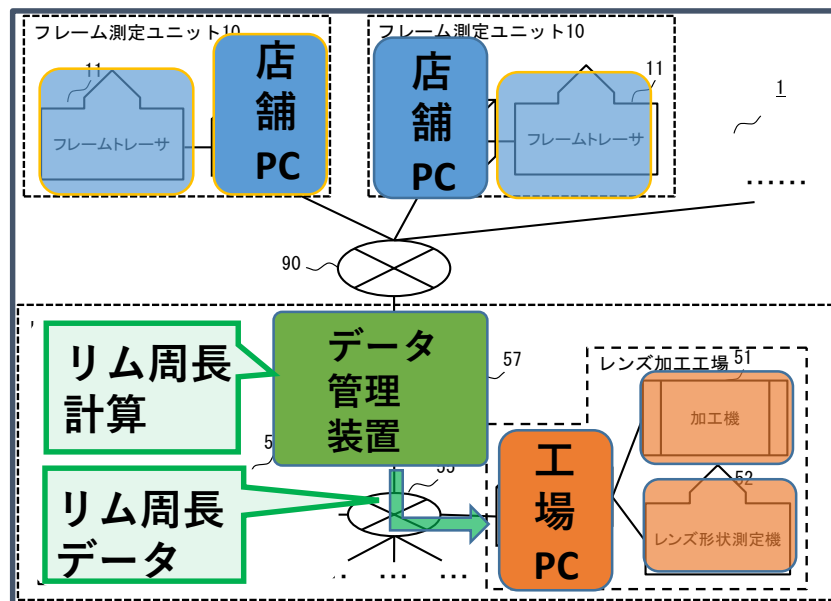 フレーム測定ユニット10
フレーム測定ユニット10
11
フレームトレーサ
店
舗
PC
店
舗
PC
11
フレームトレーサ
1
......
90
リム周長
計算
データ
管理
装置
57
レンズ加工工場
51
加工機
リム周長
データ
55
工
場
PC
52
レンズ形状測定機
... ... ...